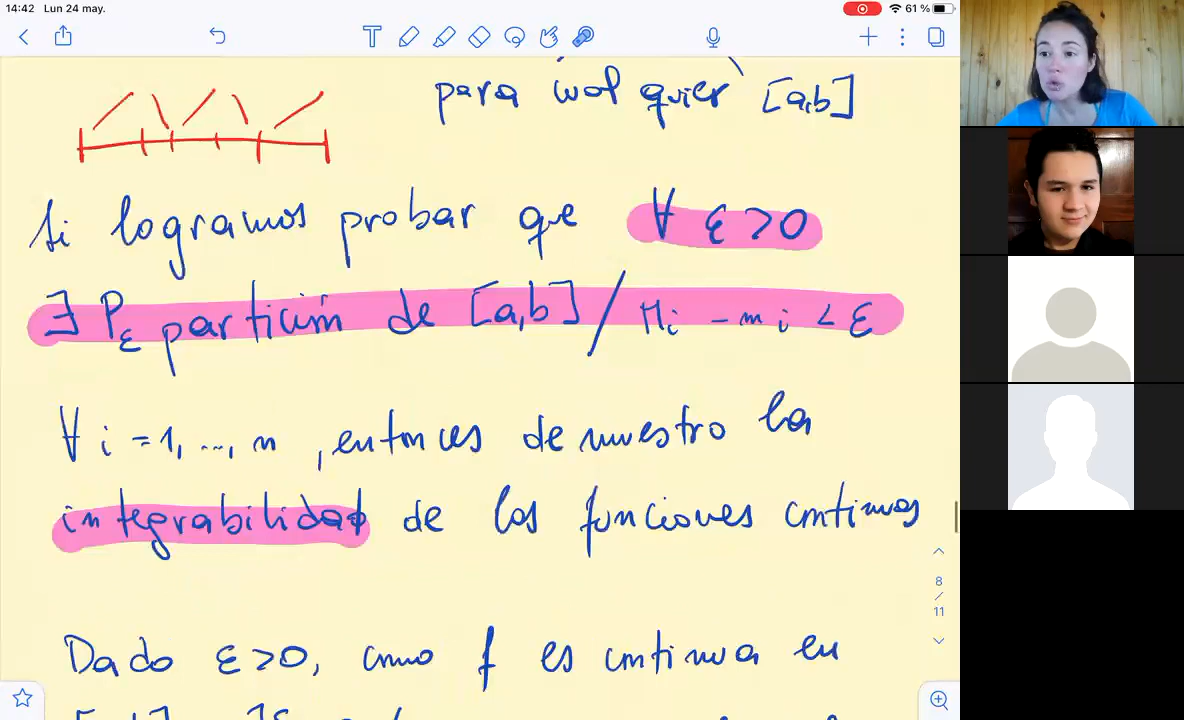 14:42 Lun 24 may.
61 %
T
para cualquier [a,b]
Si logramos probar que ∀ ε > 0
∃ Pε partición de [a,b] / Mi - mi < ε
∀ i = 1, ..., n , entonces demuestro la
integrabilidad de las funciones continuas
8
/
11
Dado ε > 0, como f es continua en